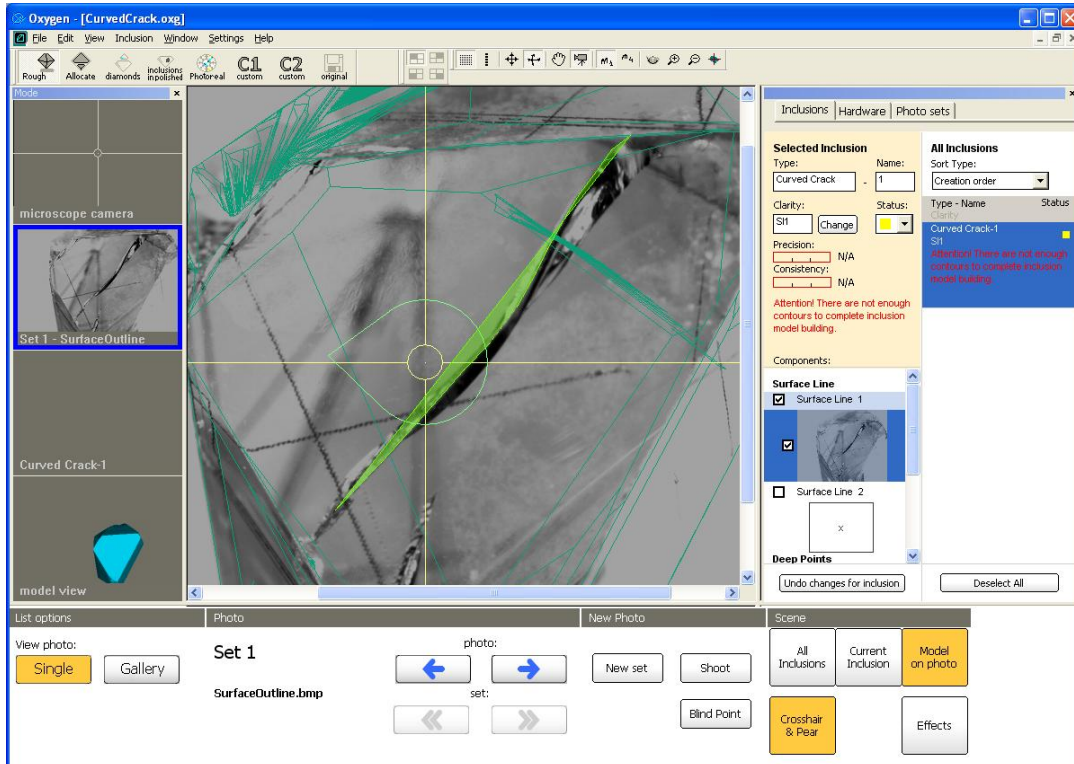 Oxygen - [CurvedCrack.oxg]
File Edit View Inclusion Window Settings Help
Rough
Allocate
diamonds
inclusions inpolished
Photoreal
C1 custom
C2 custom
original
Mode
microscope camera
Set 1 - SurfaceOutline
Curved Crack-1
model view
Inclusions
Hardware
Photo sets
Selected Inclusion
Type:
Name:
Curved Crack
-
1
Clarity:
Status:
SI1
Change
Precision:
N/A
Consistency:
N/A
Attention! There are not enough
contours to complete inclusion
model building.
Components:
Surface Line
Surface Line 1
Surface Line 2
x
Deep Points
Undo changes for inclusion
All Inclusions
Sort Type:
Creation order
Type - Name
Status
Clarity
Curved Crack-1
SI1
Attention! There are not enough
contours to complete inclusion
model building.
Deselect All
List options
View photo:
Single
Gallery
Photo
Set 1
SurfaceOutline.bmp
photo:
set:
New Photo
New set
Shoot
Blind Point
Scene
All
Inclusions
Current
Inclusion
Model
on photo
Crosshair
& Pear
Effects